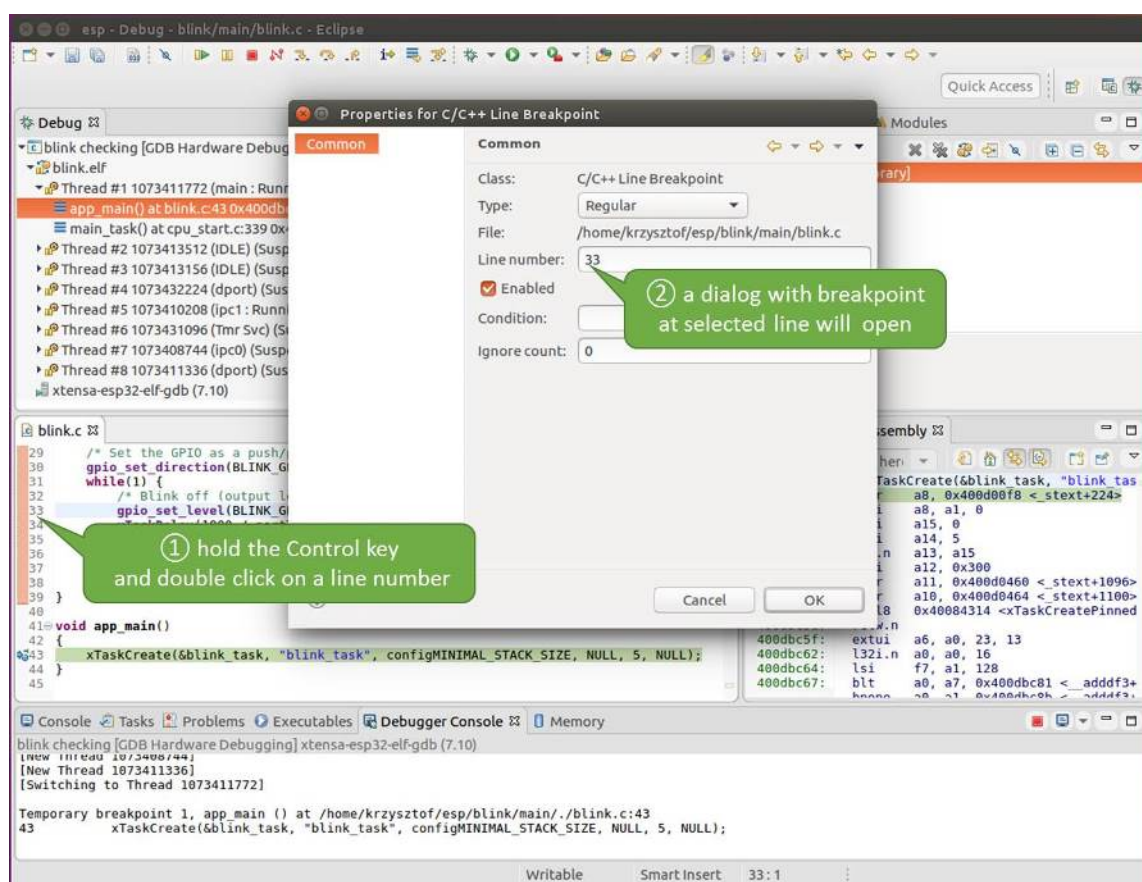 esp - Debug - blink/main/blink.c - Eclipse
Quick Access
Debug
blink checking [GDB Hardware Debug
blink.elf
Thread #1 1073411772 (main : Runn
app_main() at blink.c:43 0x400db
main_task() at cpu_start.c:339 0x4
Thread #2 1073413512 (IDLE) (Susp
Thread #3 1073413156 (IDLE) (Susp
Thread #4 1073432224 (dport) (Sus
Thread #5 1073410208 (ipc1 : Runni
Thread #6 1073431096 (Tmr Svc) (S
Thread #7 1073408744 (ipc0) (Susp
Thread #8 1073411336 (dport) (Sus
xtensa-esp32-elf-gdb (7.10)
Modules
rary]
Properties for C/C++ Line Breakpoint
Common
Common
Class: C/C++ Line Breakpoint
Type: Regular
File: /home/krzysztof/esp/blink/main/blink.c
Line number: 33
Enabled
Condition:
Ignore count: 0
② a dialog with breakpoint
at selected line will open
Cancel OK
blink.c
29 /* Set the GPIO as a push/
30 gpio_set_direction(BLINK_G
31 while(1) {
32 /* Blink off (output l
33 gpio_set_level(BLINK_G
34
35
36
37
38
39 }
40
41 void app_main()
42 {
43 xTaskCreate(&blink_task, "blink_task", configMINIMAL_STACK_SIZE, NULL, 5, NULL);
44 }
45
① hold the Control key
and double click on a line number
ssembly
her
TaskCreate(&blink_task, "blink_tas
r a8, 0x400d00f8 <_stext+224>
i a8, a1, 0
i a15, 0
i a14, 5
.n a13, a15
i a12, 0x300
r a11, 0x400d0460 <_stext+1096>
r a10, 0x400d0464 <_stext+1100>
l8 0x40084314 <xTaskCreatePinned
400dbc5f: extui a6, a0, 23, 13
400dbc62: l32i.n a0, a0, 16
400dbc64: lsi f7, a1, 128
400dbc67: blt a0, a7, 0x400dbc81 <__adddf3+
Console Tasks Problems Executables Debugger Console Memory
blink checking [GDB Hardware Debugging] xtensa-esp32-elf-gdb (7.10)
[New Thread 1073408744]
[New Thread 1073411336]
[Switching to Thread 1073411772]
Temporary breakpoint 1, app_main () at /home/krzysztof/esp/blink/main/./blink.c:43
43 xTaskCreate(&blink_task, "blink_task", configMINIMAL_STACK_SIZE, NULL, 5, NULL);
Writable Smart Insert 33 : 1